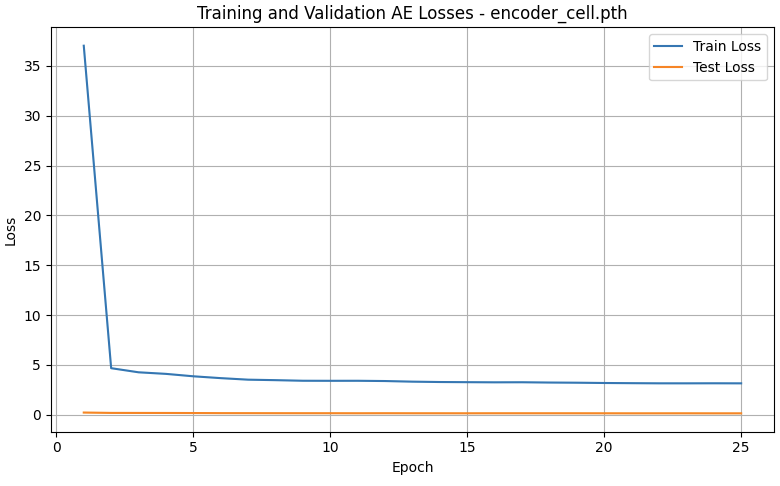 Training and Validation AE Losses - encoder_cell.pth
Train Loss
Test Loss
35
30
25
20
15
10
5
0
Loss
0 5 10 15 20 25
Epoch